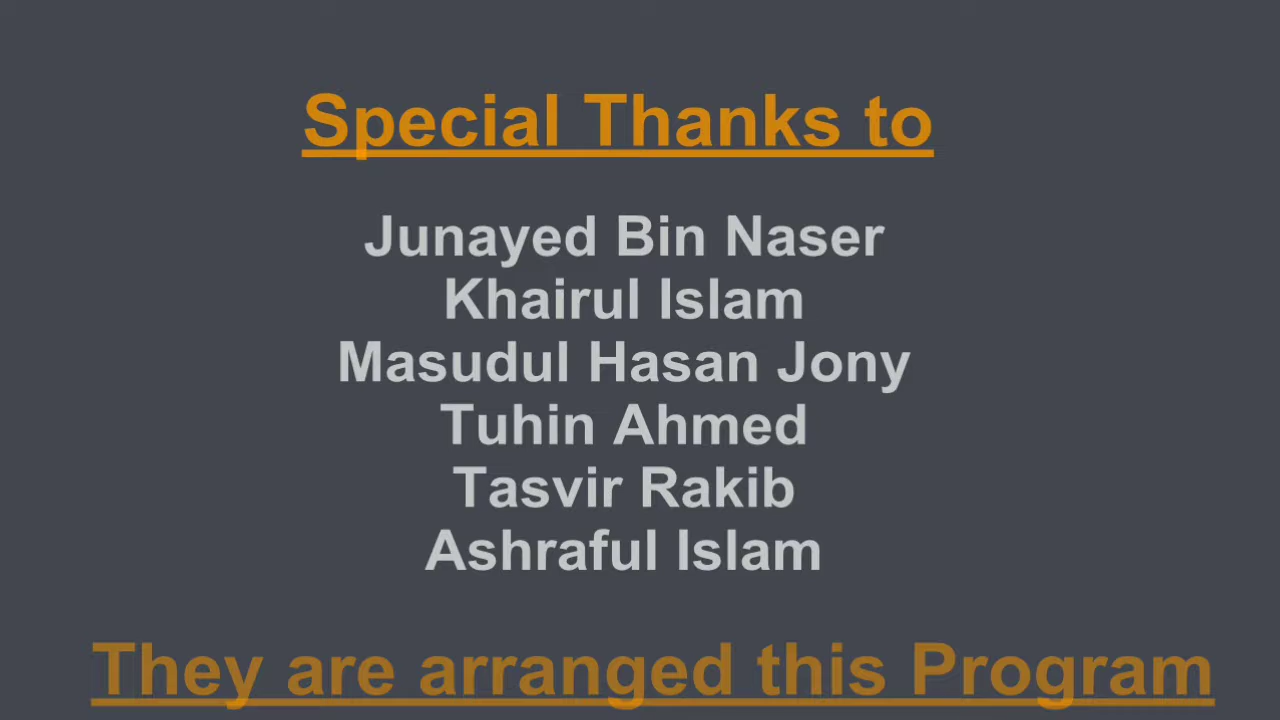 Special Thanks to
Junayed Bin Naser
Khairul Islam
Masudul Hasan Jony
Tuhin Ahmed
Tasvir Rakib
Ashraful Islam
They are arranged this Program